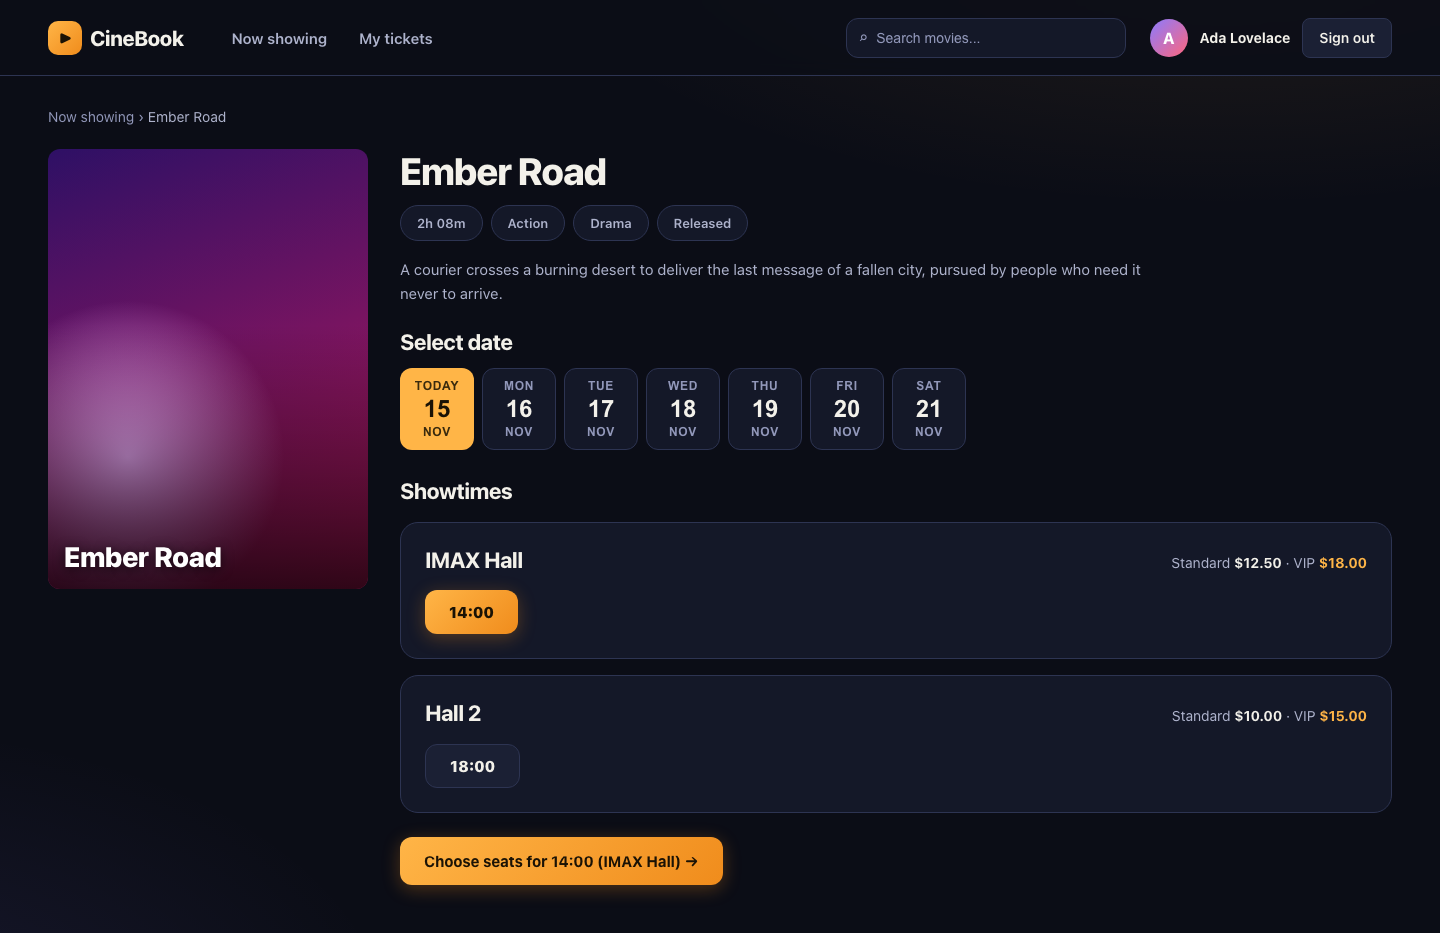 CineBook
Now showing
My tickets
Search movies...
A
Ada Lovelace
Sign out
Now showing › Ember Road
Ember Road
Ember Road
2h 08m
Action
Drama
Released
A courier crosses a burning desert to deliver the last message of a fallen city, pursued by people who need it
never to arrive.
Select date
TODAY
15
NOV
MON
16
NOV
TUE
17
NOV
WED
18
NOV
THU
19
NOV
FRI
20
NOV
SAT
21
NOV
Showtimes
IMAX Hall
Standard $12.50 · VIP $18.00
14:00
Hall 2
Standard $10.00 · VIP $15.00
18:00
Choose seats for 14:00 (IMAX Hall) →